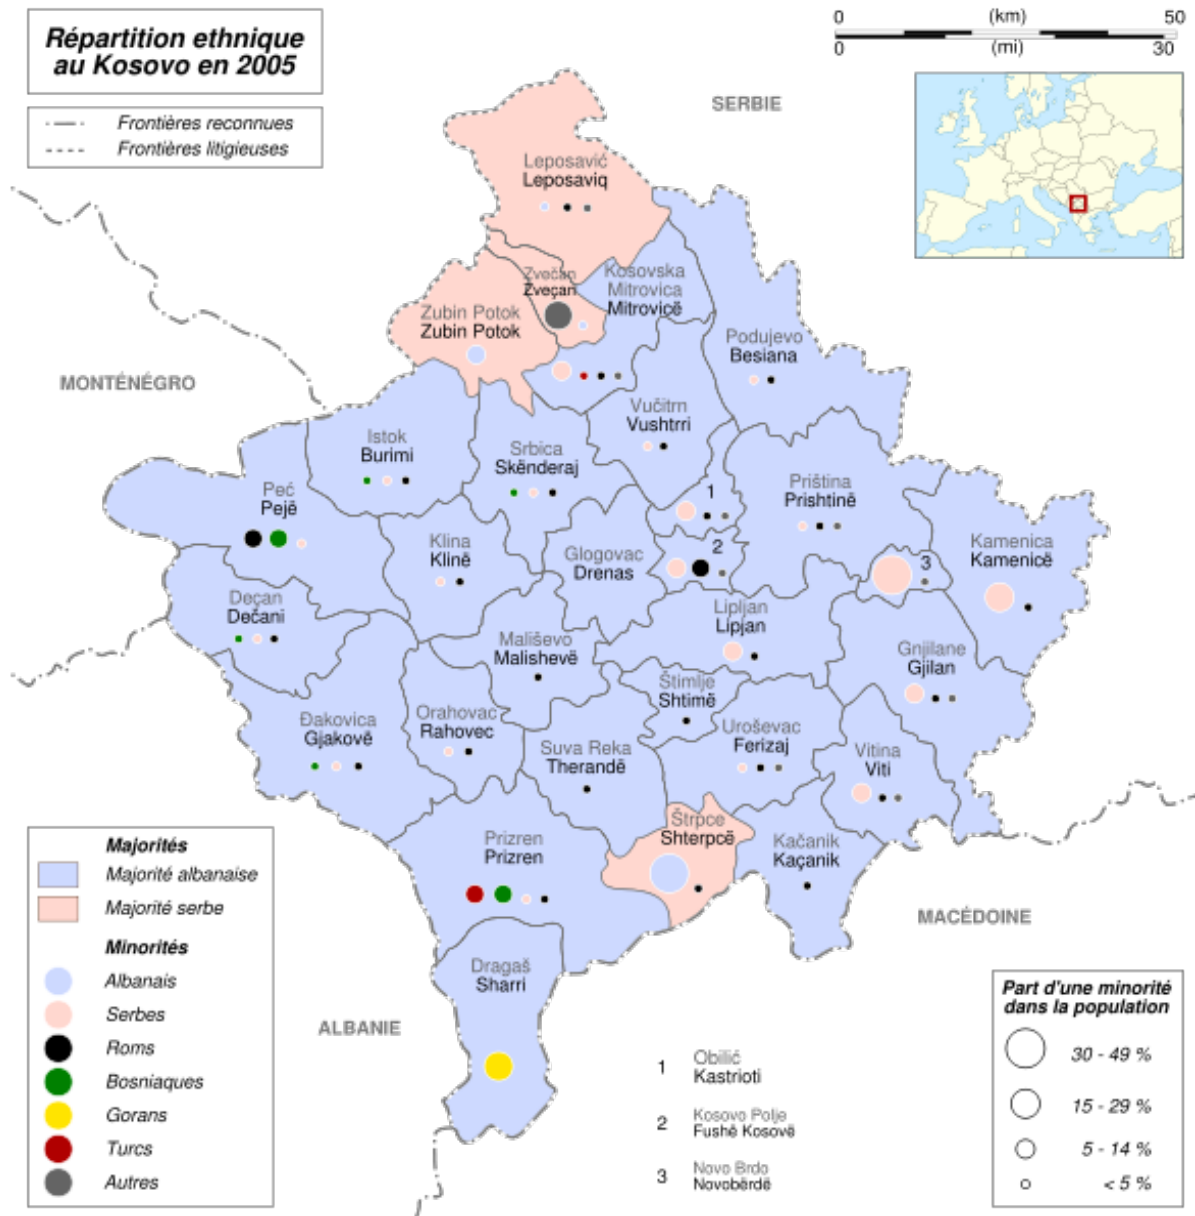 Répartition ethnique
au Kosovo en 2005
Frontières reconnues
Frontières litigieuses
0 (km) 50
0 (mi) 30
SERBIE
MONTÉNÉGRO
ALBANIE
MACÉDOINE
Leposavić
Leposaviq
Zvečan
Zveçan
Kosovska
Mitrovica
Mitrovicë
Zubin Potok
Zubin Potok
Podujevo
Besiana
Vučitrn
Vushtrri
Istok
Burimi
Srbica
Skënderaj
Priština
Prishtinë
Peć
Pejë
1
2
3
Klina
Klinë
Glogovac
Drenas
Kamenica
Kamenicë
Deçan
Dečani
Lipljan
Lipjan
Mališevo
Malishevë
Gnjilane
Gjilan
Štimlje
Shtimë
Đakovica
Gjakovë
Orahovac
Rahovec
Suva Reka
Therandë
Uroševac
Ferizaj
Vitina
Viti
Štrpce
Shterpcë
Prizren
Prizren
Kačanik
Kaçanik
Dragaš
Sharri
Majorités
Majorité albanaise
Majorité serbe
Minorités
Albanais
Serbes
Roms
Bosniaques
Gorans
Turcs
Autres
1 Obilić
Kastrioti
2 Kosovo Polje
Fushë Kosovë
3 Novo Brdo
Novobërdë
Part d'une minorité
dans la population
30 - 49 %
15 - 29 %
5 - 14 %
< 5 %